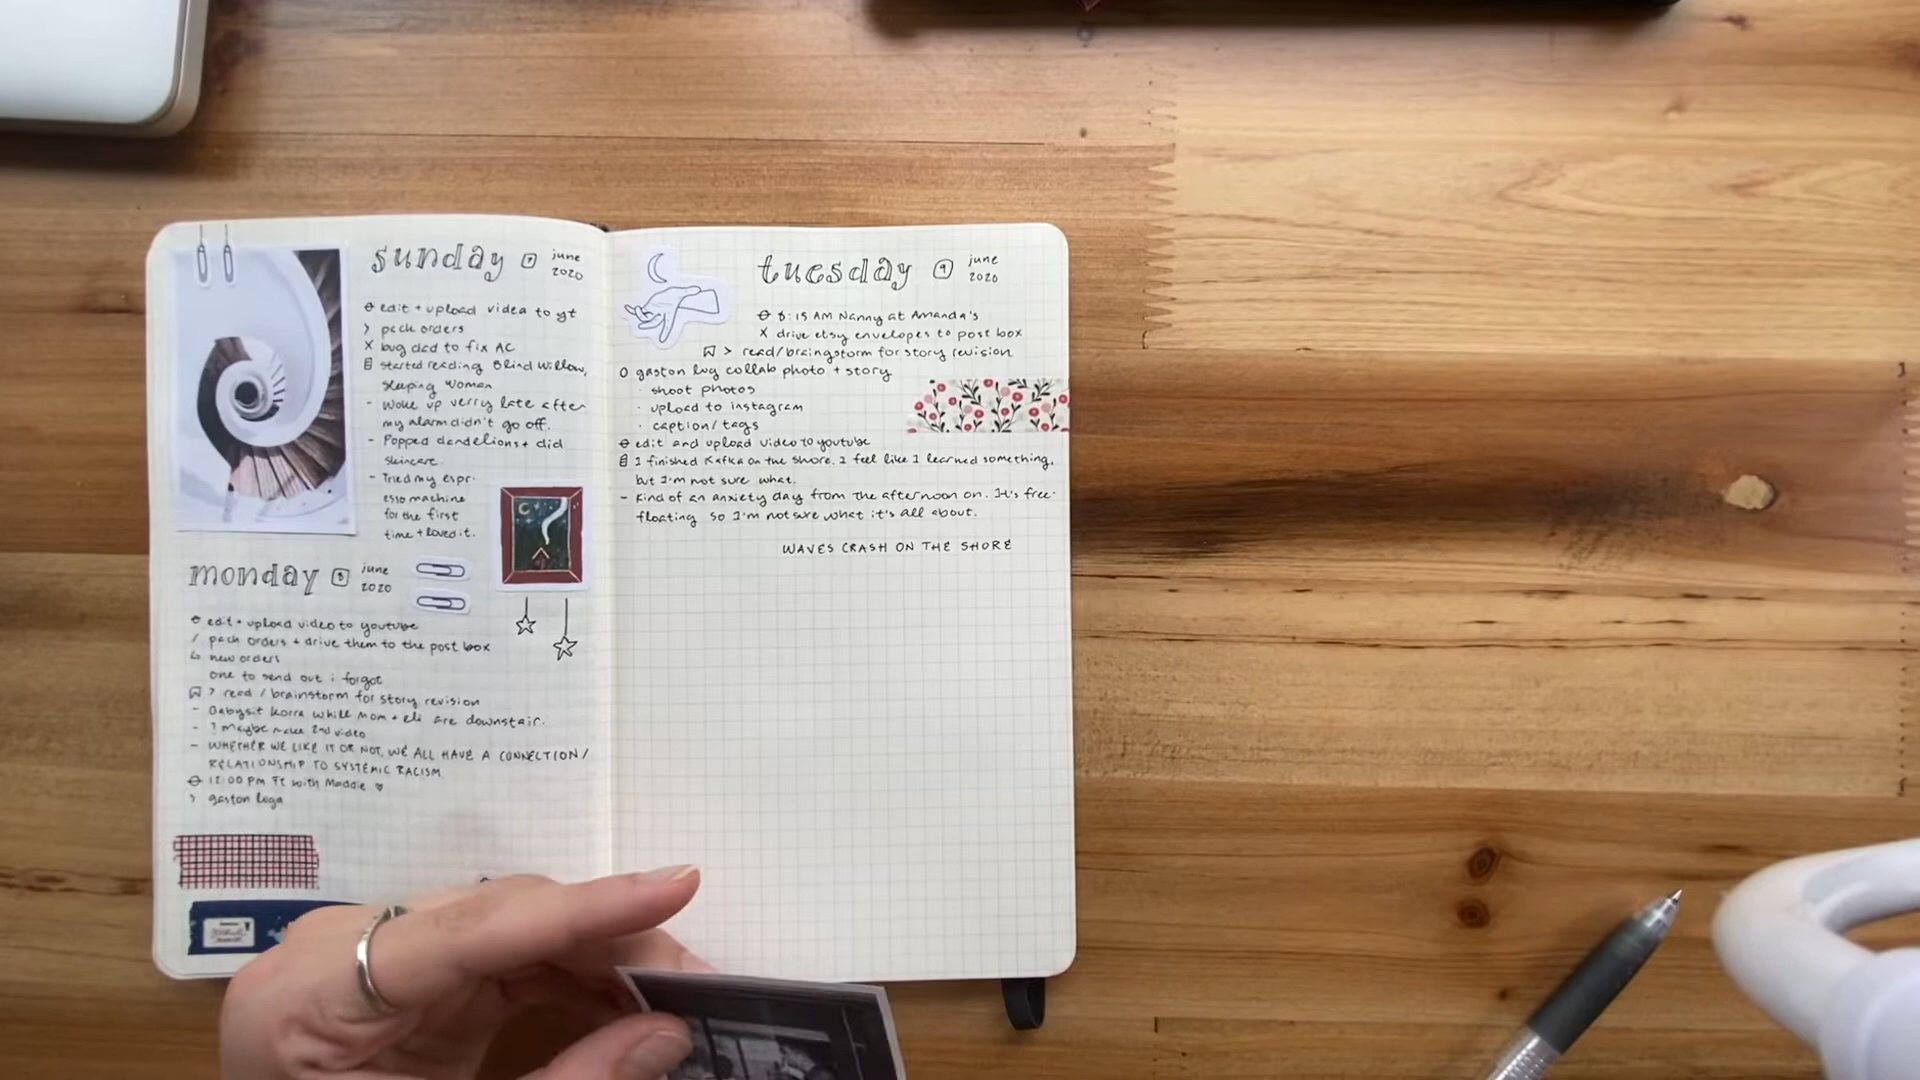 sunday 7 june
2020
⊖ edit + upload video to yt
> pack orders
X bug dad to fix AC
started reading Blind Willow,
Sleeping Woman
- Woke up verry late after
my alarm didn't go off.
- Popped dandelions + did
skincare.
- Tried my espr-
esso machine
for the first
time + loved it.
monday 8 june
2020
⊖ edit + upload video to youtube
/ pack orders + drive them to the post box
↳ new orders
one to send out i forgot
> read / brainstorm for story revision
- Babysit Korra while Mom + eli are downstair.
- ? maybe make 2nd video
- WHETHER WE LIKE IT OR NOT, WE ALL HAVE A CONNECTION/
RELATIONSHIP TO SYSTEMIC RACISM.
⊖ 12:00 PM FT with Maddie ♥
> gaston luga
tuesday 9 june
2020
⊖ 8:15 AM Nanny at Amanda's
X drive etsy envelopes to post box
> read/braingstorm for story revision
O gaston lug collab photo + story
· shoot photos
· upload to instagram
· caption/tags
⊖ edit and upload video to youtube
I finished Kafka on the Shore. I feel like I learned something,
but I'm not sure what.
- Kind of an anxiety day from the afternoon on. It's free-
floating so I'm not sure what it's all about.
WAVES CRASH ON THE SHORE